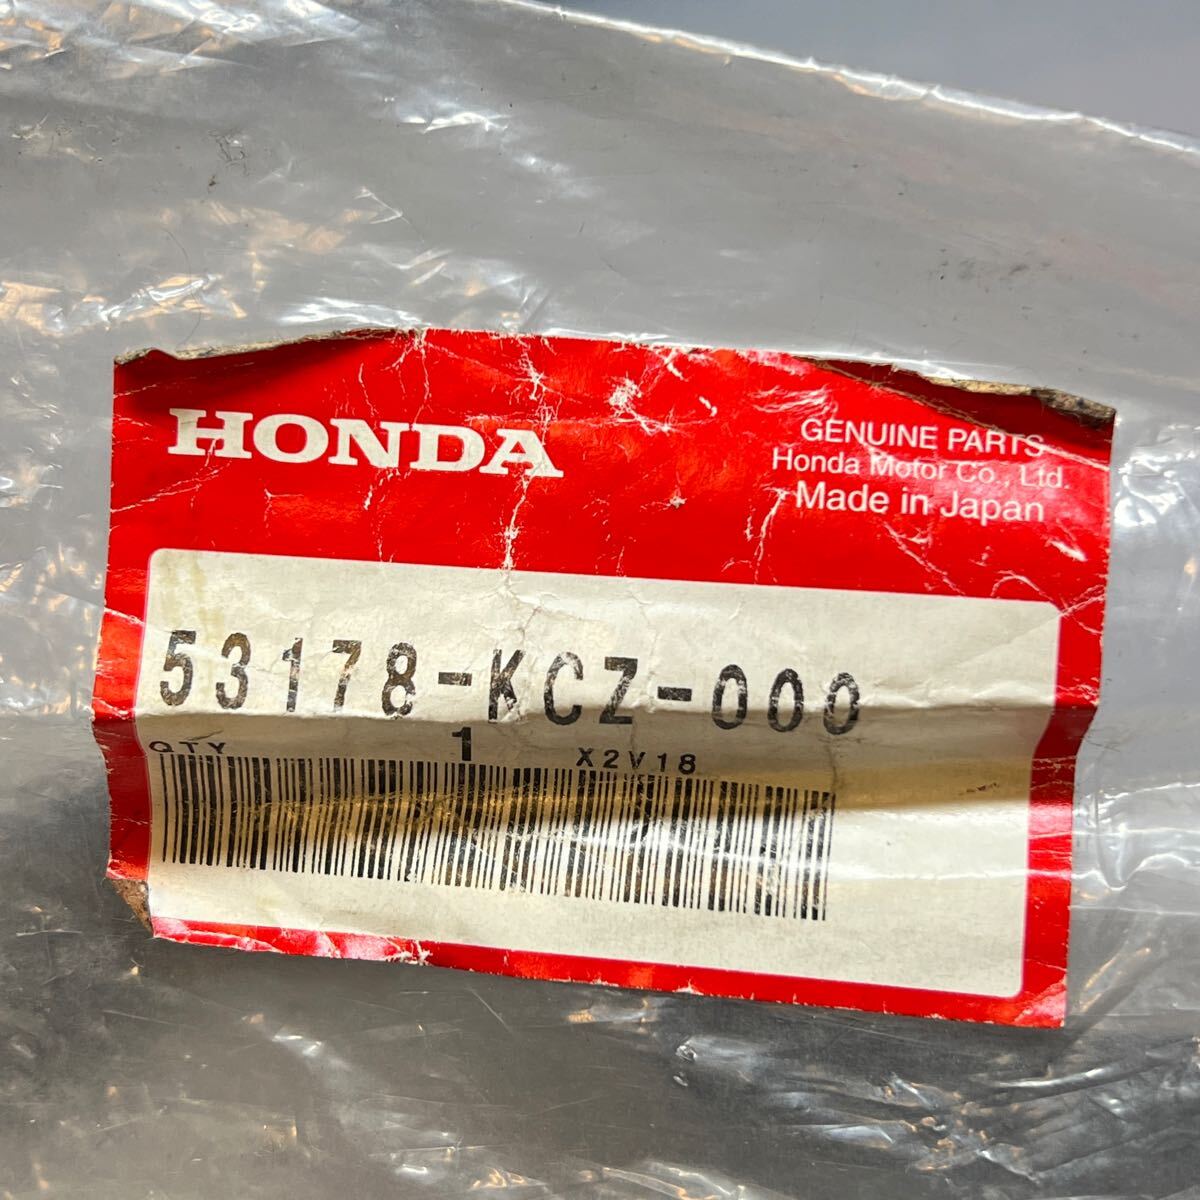 HONDA
GENUINE PARTS
Honda Motor Co., Ltd.
Made in Japan
53178-KCZ-000
QTY 1 X2V18